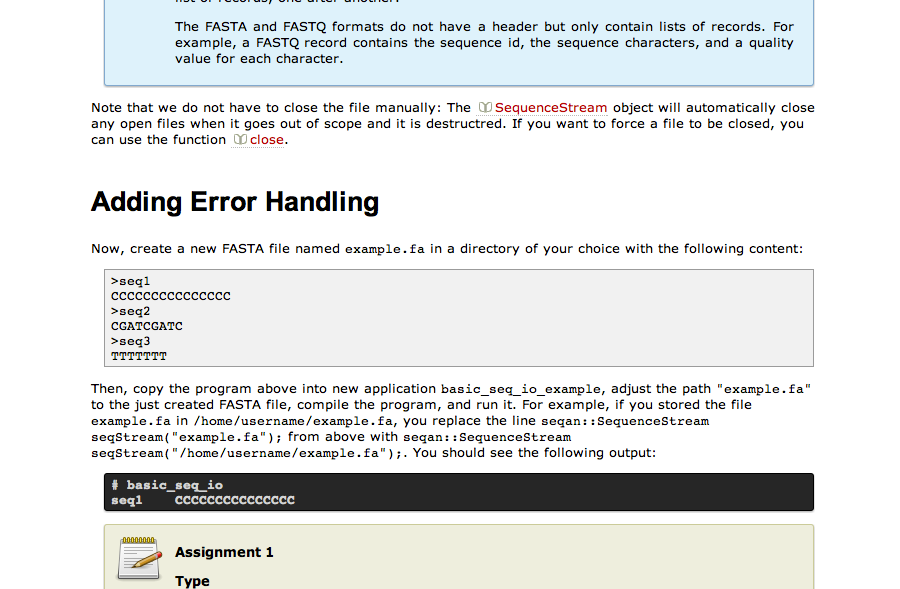 list of records, one after another.
The FASTA and FASTQ formats do not have a header but only contain lists of records. For
example, a FASTQ record contains the sequence id, the sequence characters, and a quality
value for each character.
Note that we do not have to close the file manually: The SequenceStream object will automatically close
any open files when it goes out of scope and it is destructred. If you want to force a file to be closed, you
can use the function close.
Adding Error Handling
Now, create a new FASTA file named example.fa in a directory of your choice with the following content:
>seq1
CCCCCCCCCCCCCCC
>seq2
CGATCGATC
>seq3
TTTTTTT
Then, copy the program above into new application basic_seq_io_example, adjust the path "example.fa"
to the just created FASTA file, compile the program, and run it. For example, if you stored the file
example.fa in /home/username/example.fa, you replace the line seqan::SequenceStream
seqStream("example.fa"); from above with seqan::SequenceStream
seqStream("/home/username/example.fa");. You should see the following output:
# basic_seq_io
seq1    CCCCCCCCCCCCCCC
Assignment 1
Type